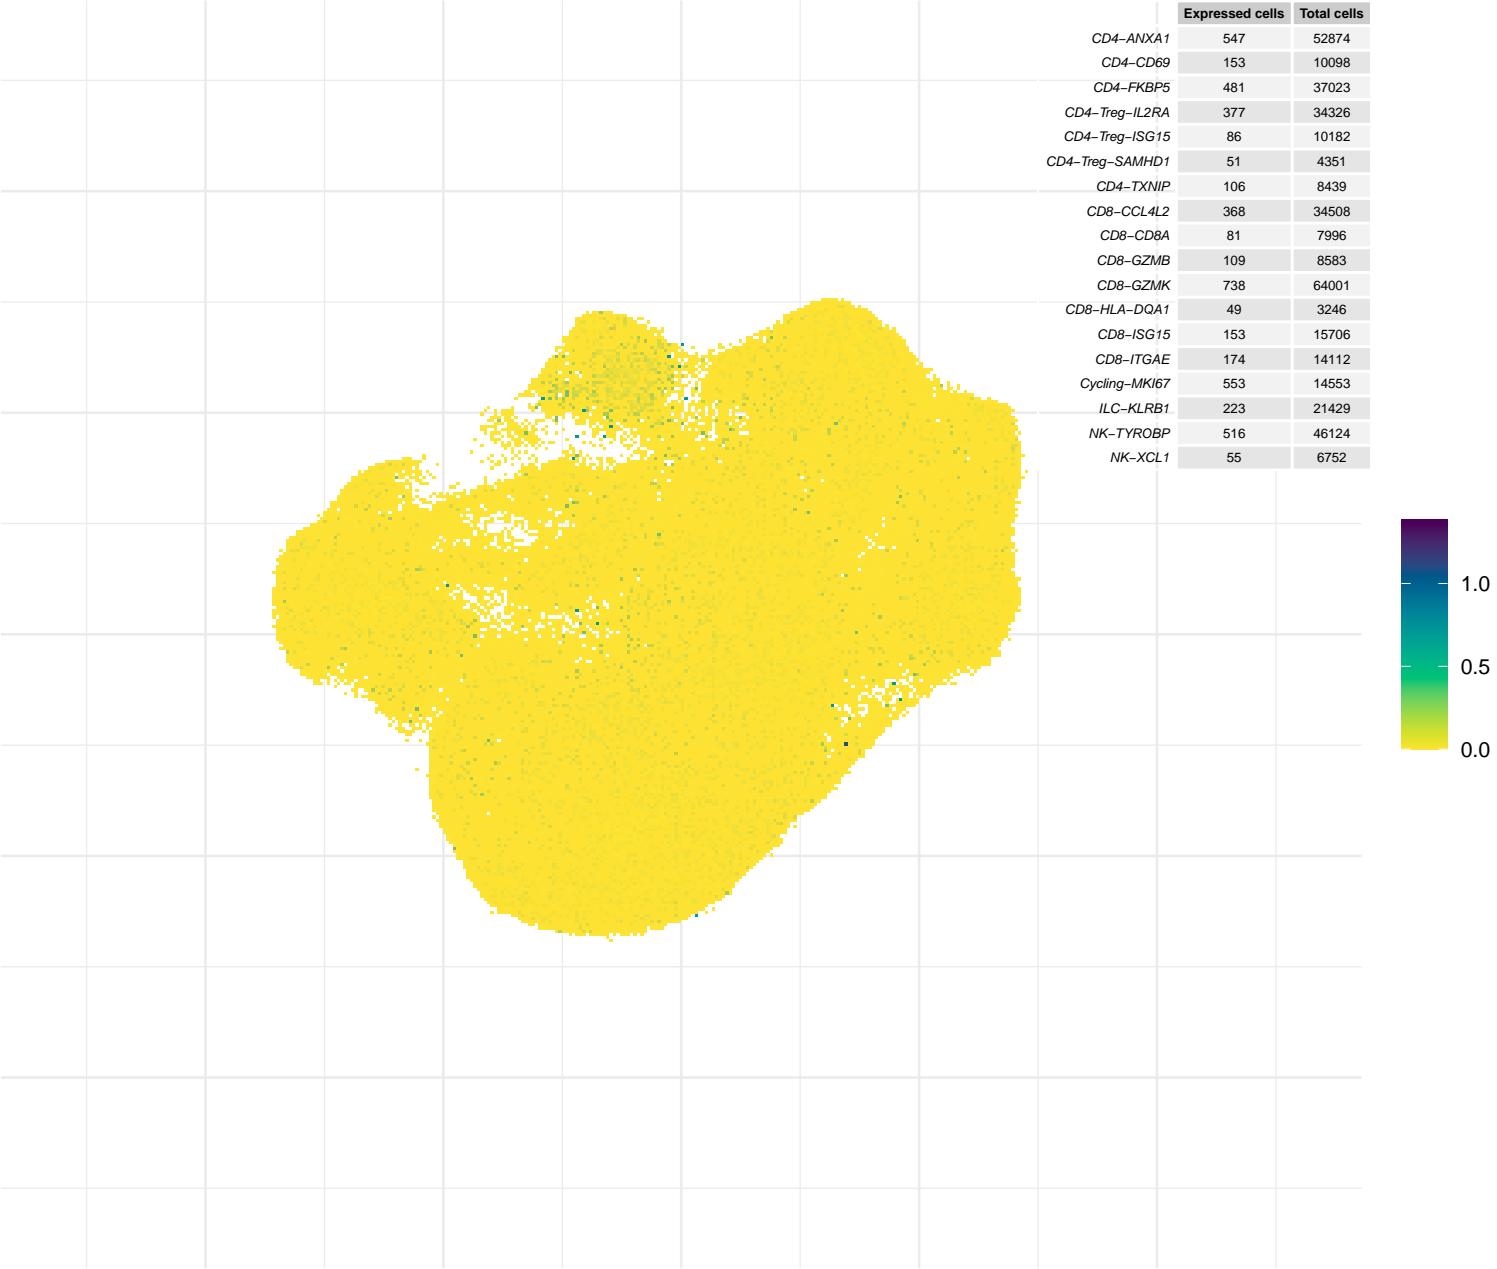 Expressed cells Total cells
CD4−ANXA1 547 52874
CD4−CD69 153 10098
CD4−FKBP5 481 37023
CD4−Treg−IL2RA 377 34326
CD4−Treg−ISG15 86 10182
CD4−Treg−SAMHD1 51 4351
CD4−TXNIP 106 8439
CD8−CCL4L2 368 34508
CD8−CD8A 81 7996
CD8−GZMB 109 8583
CD8−GZMK 738 64001
CD8−HLA−DQA1 49 3246
CD8−ISG15 153 15706
CD8−ITGAE 174 14112
Cycling−MKI67 553 14553
ILC−KLRB1 223 21429
NK−TYROBP 516 46124
NK−XCL1 55 6752
1.0
0.5
0.0